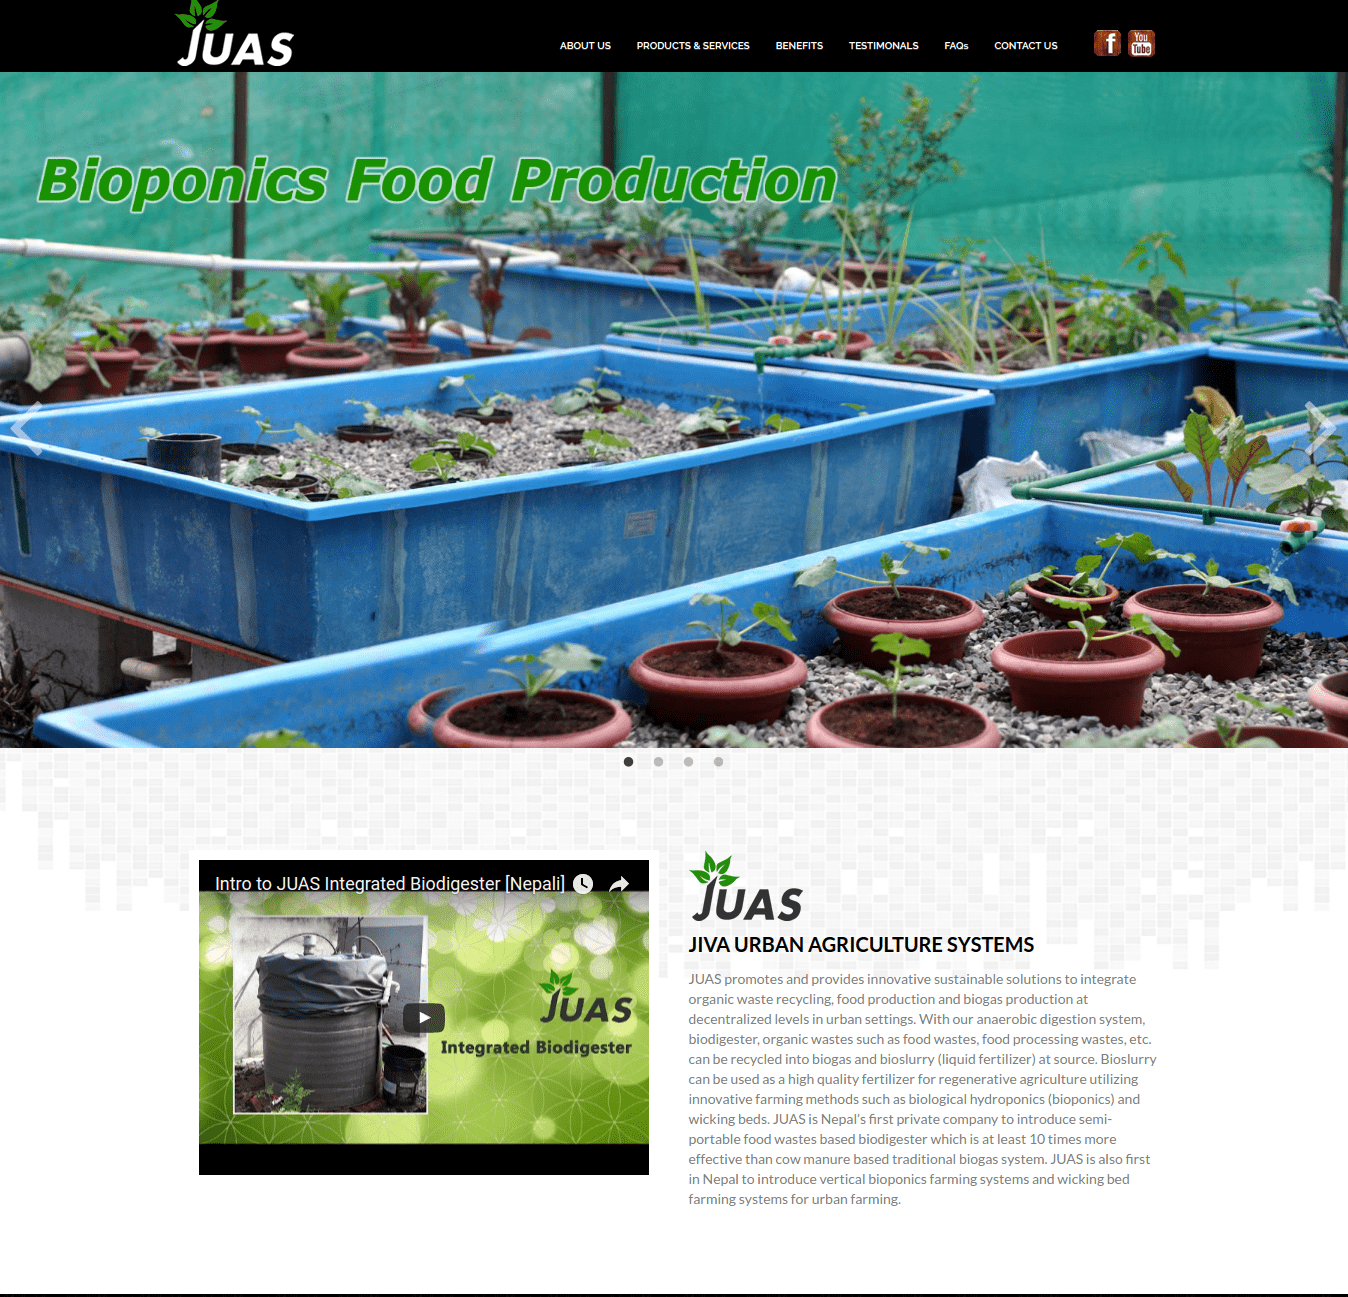 JUAS
ABOUT US PRODUCTS & SERVICES BENEFITS TESTIMONALS FAQs CONTACT US f You Tube
Bioponics Food Production
Intro to JUAS Integrated Biodigester [Nepali]
JUAS
Integrated Biodigester
JUAS
JIVA URBAN AGRICULTURE SYSTEMS
JUAS promotes and provides innovative sustainable solutions to integrate
organic waste recycling, food production and biogas production at
decentralized levels in urban settings. With our anaerobic digestion system,
biodigester, organic wastes such as food wastes, food processing wastes, etc.
can be recycled into biogas and bioslurry (liquid fertilizer) at source. Bioslurry
can be used as a high quality fertilizer for regenerative agriculture utilizing
innovative farming methods such as biological hydroponics (bioponics) and
wicking beds. JUAS is Nepal's first private company to introduce semi-
portable food wastes based biodigester which is at least 10 times more
effective than cow manure based traditional biogas system. JUAS is also first
in Nepal to introduce vertical bioponics farming systems and wicking bed
farming systems for urban farming.